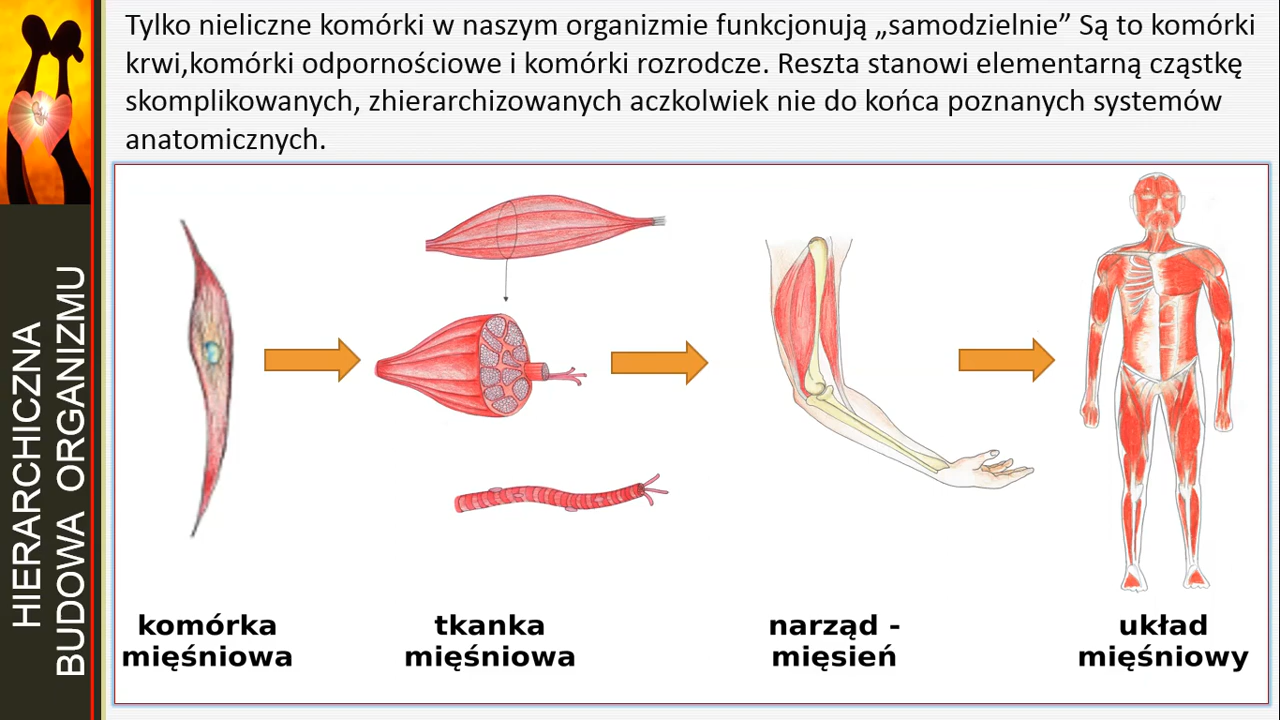 Tylko nieliczne komórki w naszym organizmie funkcjonują „samodzielnie” Są to komórki
krwi,komórki odpornościowe i komórki rozrodcze. Reszta stanowi elementarną cząstkę
skomplikowanych, zhierarchizowanych aczkolwiek nie do końca poznanych systemów
anatomicznych.
HIERARCHICZNA
BUDOWA ORGANIZMU
komórka
mięśniowa
tkanka
mięśniowa
narząd -
mięsień
układ
mięśniowy